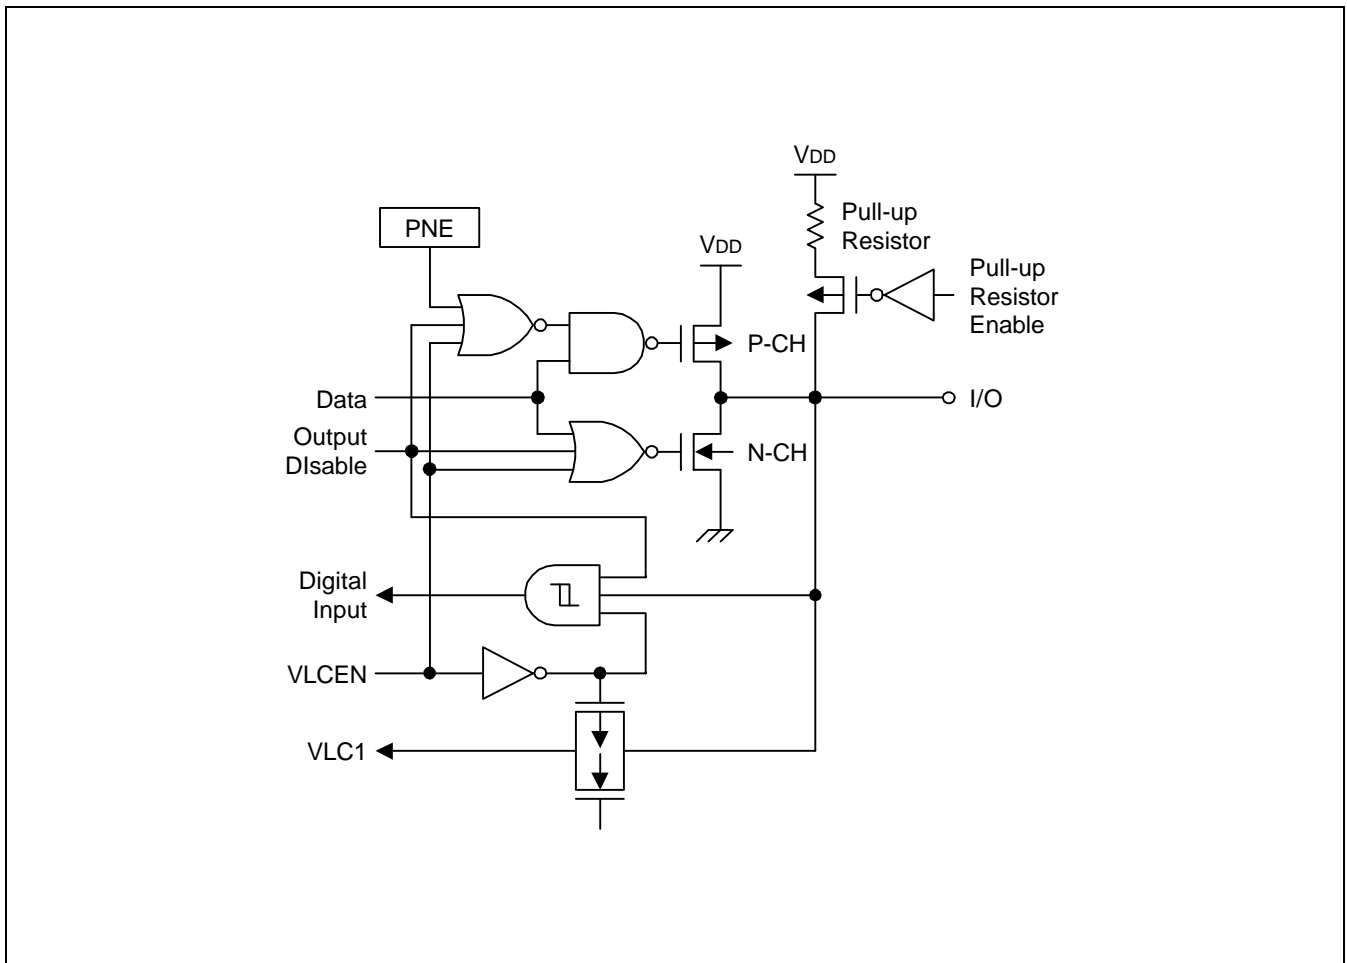 VDD
Pull-up
Resistor
PNE
VDD
Pull-up
Resistor
Enable
P-CH
Data
I/O
Output
DIsable
N-CH
Digital
Input
VLCEN
VLC1